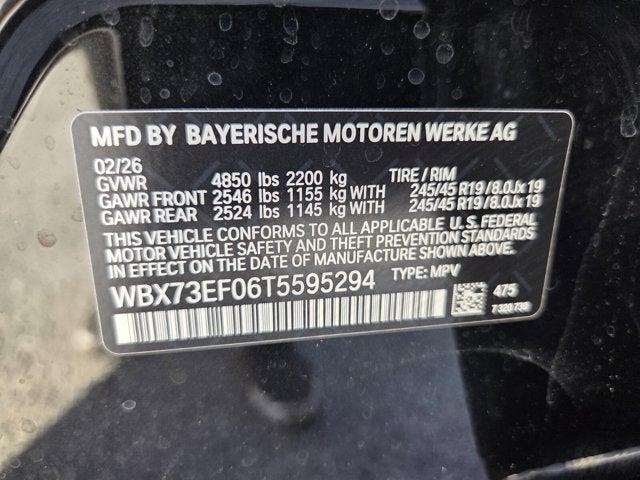 MFD BY BAYERISCHE MOTOREN WERKE AG
02/26
GVWR 4850 lbs 2200 kg TIRE / RIM
GAWR FRONT 2546 lbs 1155 kg WITH 245/45 R19 / 8.0Jx19
GAWR REAR 2524 lbs 1145 kg WITH 245/45 R19 / 8.0Jx19
THIS VEHICLE CONFORMS TO ALL APPLICABLE U.S. FEDERAL
MOTOR VEHICLE SAFETY AND THEFT PREVENTION STANDARDS
IN EFFECT ON THE DATE OF MANUFACTURE SHOWN ABOVE.
WBX73EF06T5595294 TYPE: MPV
475
7 320 730